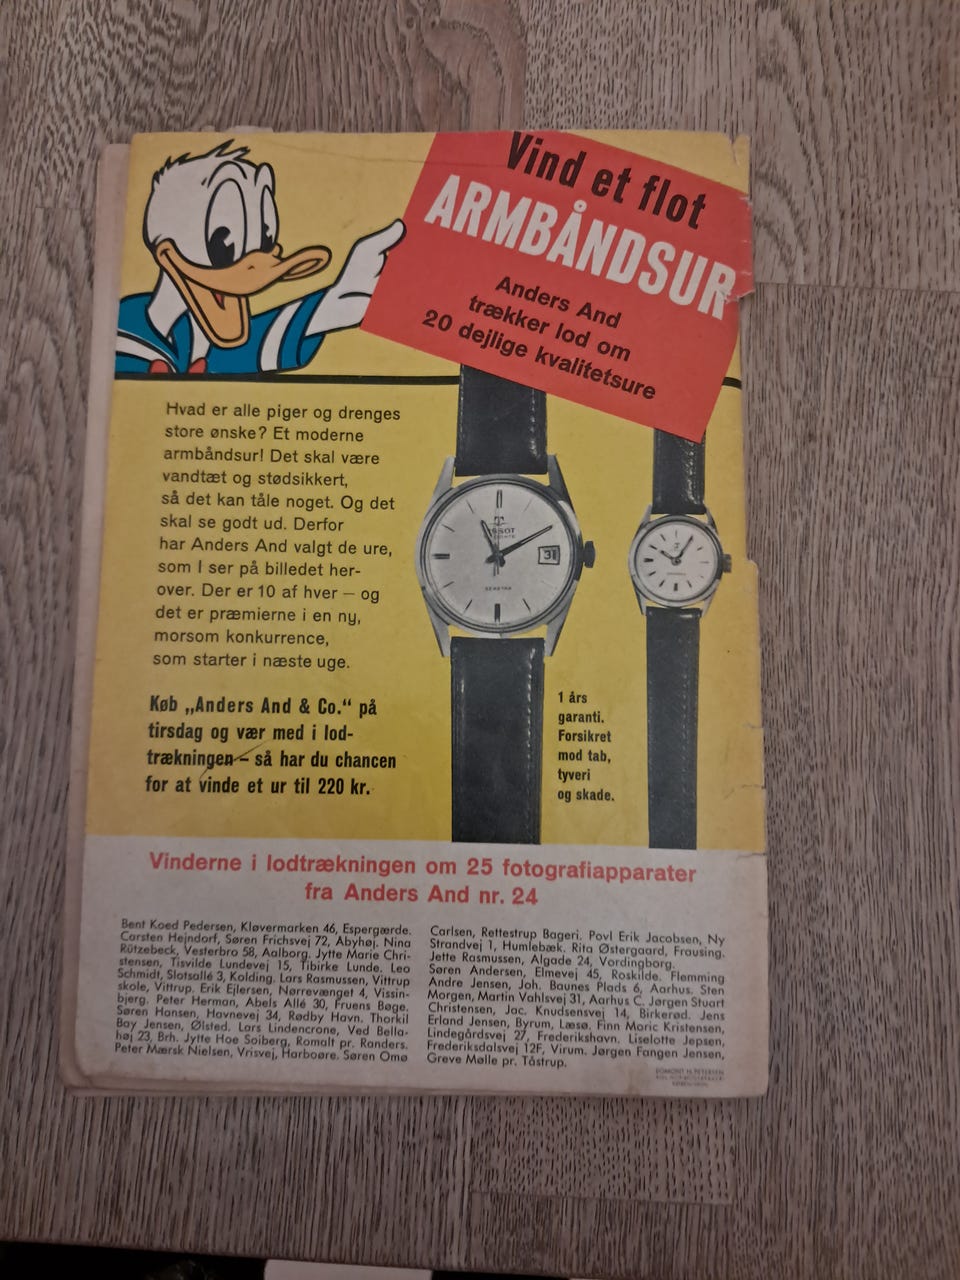 Vind et flot
ARMBÅNDSUR
Anders And
trækker lod om
20 dejlige kvalitetsure
Hvad er alle piger og drenges
store ønske? Et moderne
armbåndsur! Det skal være
vandtæt og stødsikkert,
så det kan tåle noget. Og det
skal se godt ud. Derfor
har Anders And valgt de ure,
som I ser på billedet her-
over. Der er 10 af hver – og
det er præmierne i en ny,
morsom konkurrence,
som starter i næste uge.
Køb „Anders And & Co.“ på
tirsdag og vær med i lod-
trækningen – så har du chancen
for at vinde et ur til 220 kr.
TISSOT
31
SEASTAR
1 års
garanti.
Forsikret
mod tab,
tyveri
og skade.
Vinderne i lodtrækningen om 25 fotografiapparater
fra Anders And nr. 24
Bent Koed Pedersen, Kløvermarken 46, Espergærde.
Carsten Hejndorf, Søren Frichsvej 72, Åbyhøj. Nina
Rützebeck, Vesterbro 58, Aalborg. Jytte Marie Chri-
stensen, Tisvilde Lundevej 15, Tibirke Lunde. Leo
Schmidt, Slotsallé 3, Kolding. Lars Rasmussen, Vittrup
skole, Vittrup. Erik Ejlersen, Nørrevænget 4, Vissin-
bjerg. Peter Herman, Abels Allé 30, Fruens Bøge.
Søren Hansen, Havnevej 34, Rødby Havn. Thorkil
Bay Jensen, Ølsted. Lars Lindencrone, Ved Bella-
høj 23, Brh. Jytte Hoe Soiberg, Romalt pr. Randers.
Peter Mærsk Nielsen, Vrisvej, Harboøre. Søren Omø
Carlsen, Rettestrup Bageri. Povl Erik Jacobsen, Ny
Strandvej 1, Humlebæk. Rita Østergaard, Frausing.
Jette Rasmussen, Algade 24, Vordingborg.
Søren Andersen, Elmevej 45, Roskilde. Flemming
Andre Jensen, Joh. Baunes Plads 6, Aarhus. Sten
Morgen, Martin Vahlsvej 31, Aarhus C. Jørgen Stuart
Christensen, Jac. Knudsensvej 14, Birkerød. Jens
Erland Jensen, Byrum, Læsø. Finn Moric Kristensen,
Lindegårdsvej 27, Frederikshavn. Liselotte Jepsen,
Frederiksdalsvej 12F, Virum. Jørgen Fangen Jensen,
Greve Mølle pr. Tåstrup.
EGMONT H. PETERSEN